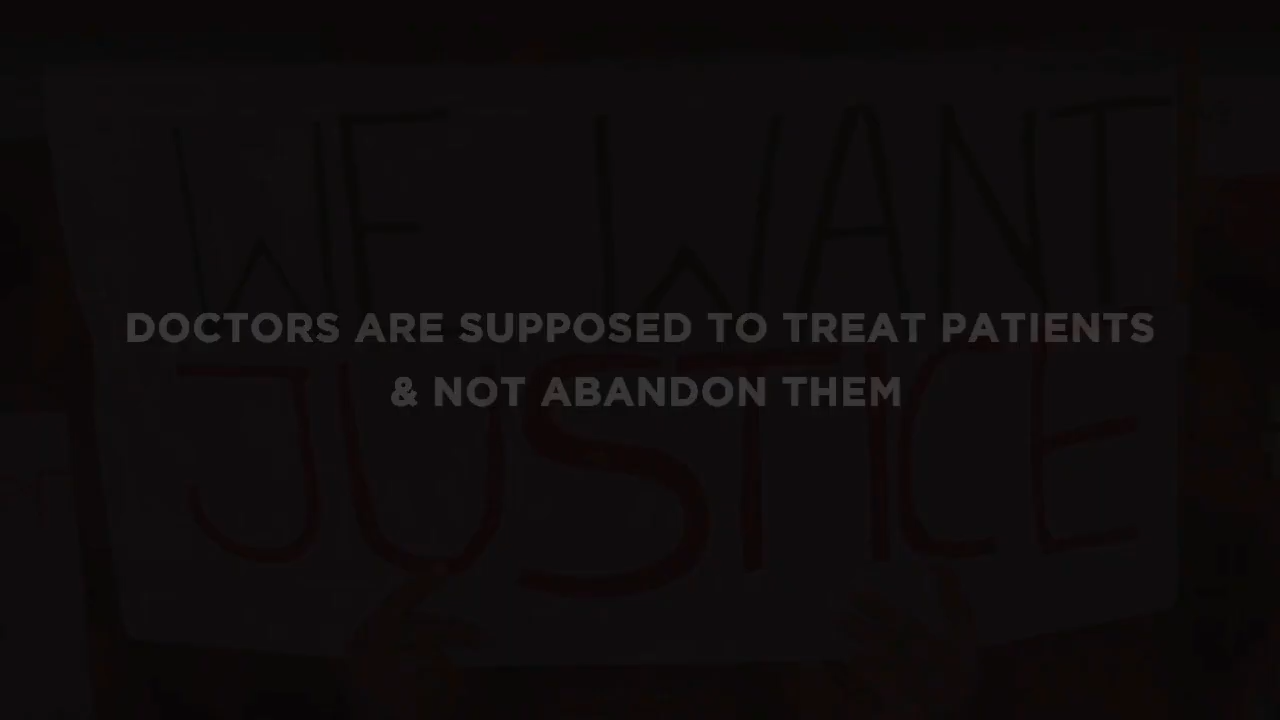 WE WANT
DOCTORS ARE SUPPOSED TO TREAT PATIENTS
& NOT ABANDON THEM
JUSTICE